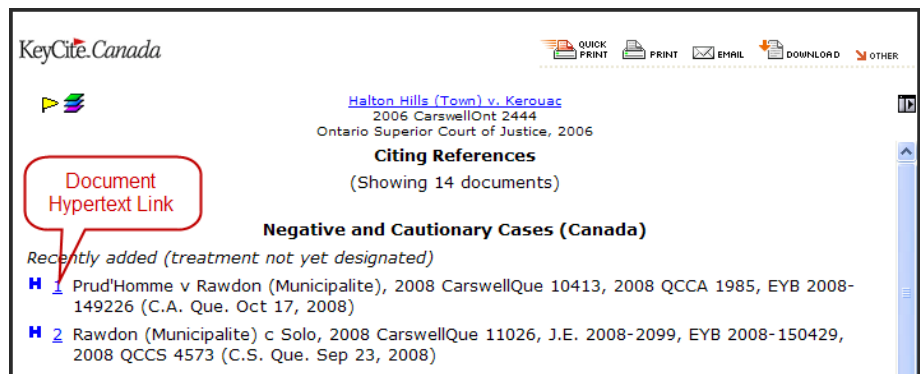 KeyCite. Canada
QUICK PRINT PRINT EMAIL DOWNLOAD OTHER
Halton Hills (Town) v. Kerouac
2006 CarswellOnt 2444
Ontario Superior Court of Justice, 2006
Citing References
(Showing 14 documents)
Document
Hypertext Link
Negative and Cautionary Cases (Canada)
Recently added (treatment not yet designated)
H 1 Prud'Homme v Rawdon (Municipalite), 2008 CarswellQue 10413, 2008 QCCA 1985, EYB 2008-
149226 (C.A. Que. Oct 17, 2008)
H 2 Rawdon (Municipalite) c Solo, 2008 CarswellQue 11026, J.E. 2008-2099, EYB 2008-150429,
2008 QCCS 4573 (C.S. Que. Sep 23, 2008)